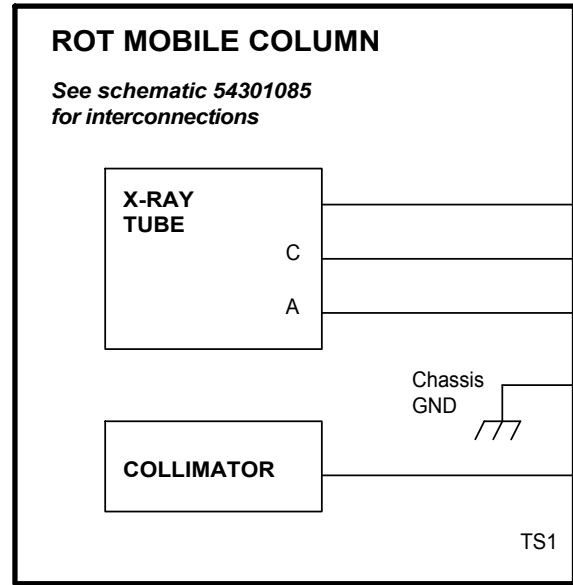 ROT MOBILE COLUMN
See schematic 54301085
for interconnections
X-RAY
TUBE
C
A
Chassis
GND
COLLIMATOR
TS1